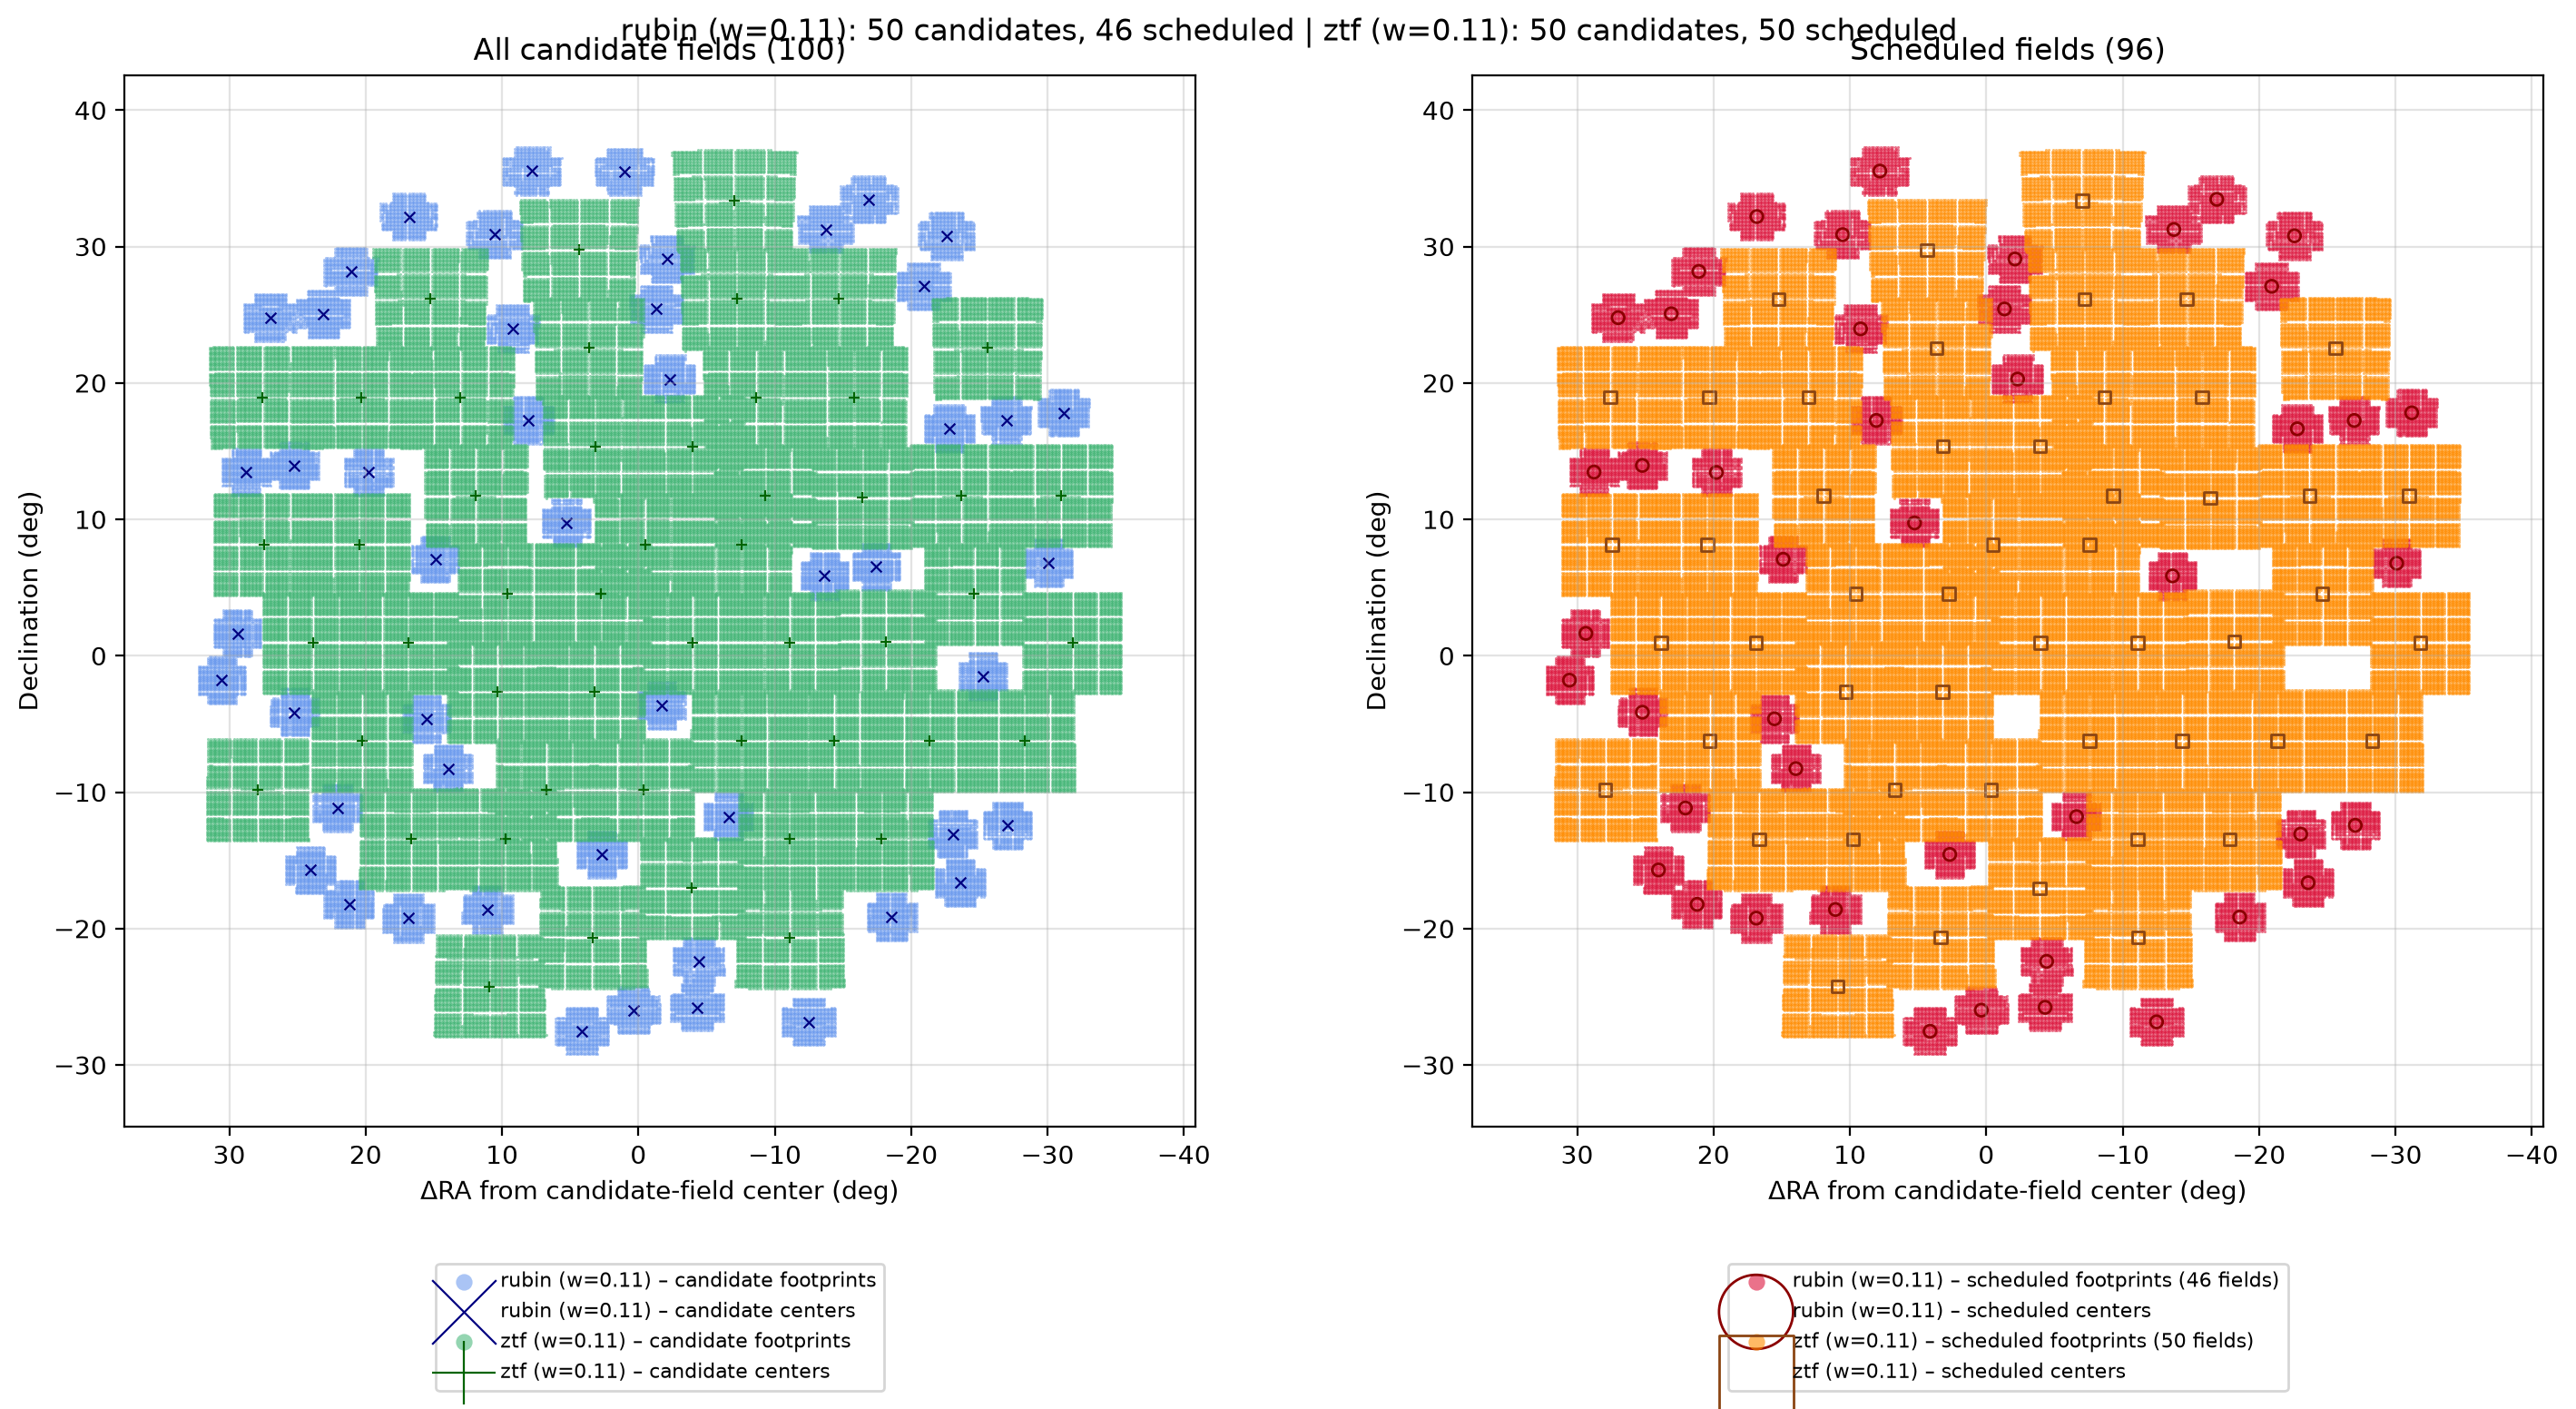 rubin (w=0.11): 50 candidates, 46 scheduled | ztf (w=0.11): 50 candidates, 50 scheduled
All candidate fields (100)
40
30
20
10
0
−10
−20
−30
Declination (deg)
30 20 10 0 −10 −20 −30 −40
ΔRA from candidate-field center (deg)
rubin (w=0.11) – candidate footprints
rubin (w=0.11) – candidate centers
ztf (w=0.11) – candidate footprints
ztf (w=0.11) – candidate centers
Scheduled fields (96)
40
30
20
10
0
−10
−20
−30
Declination (deg)
30 20 10 0 −10 −20 −30 −40
ΔRA from candidate-field center (deg)
rubin (w=0.11) – scheduled footprints (46 fields)
rubin (w=0.11) – scheduled centers
ztf (w=0.11) – scheduled footprints (50 fields)
ztf (w=0.11) – scheduled centers